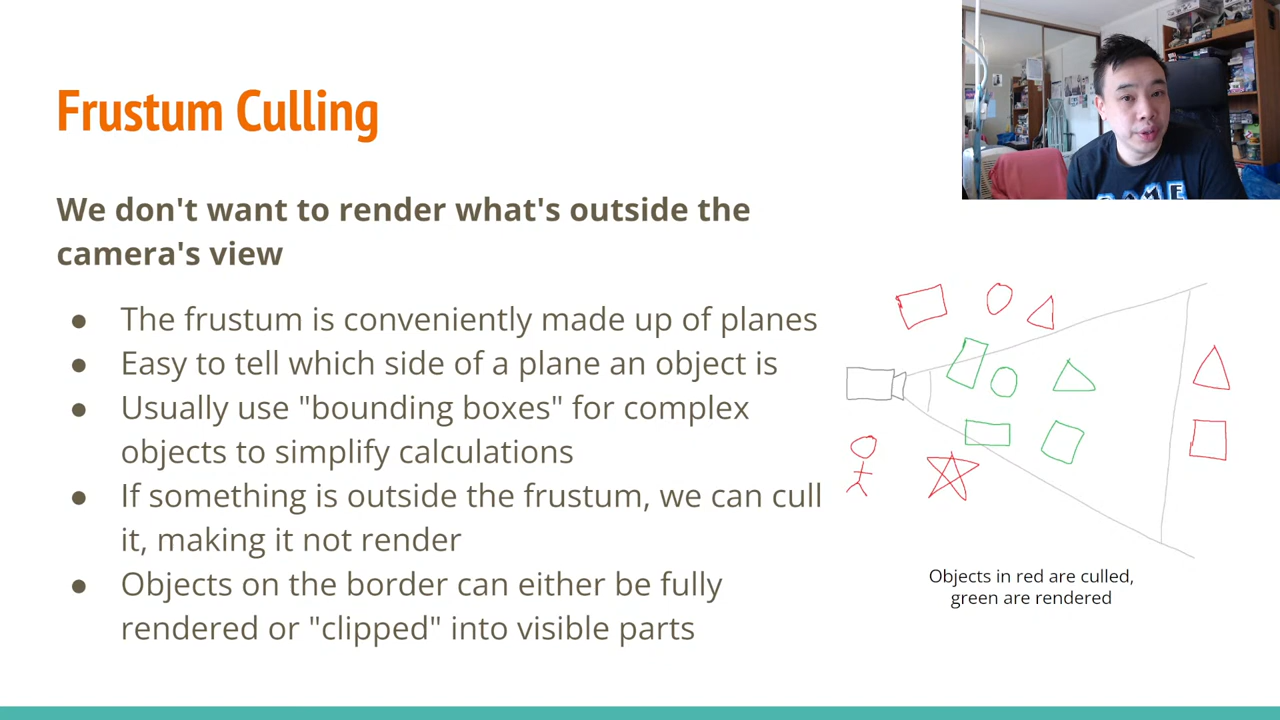 Frustum Culling
We don't want to render what's outside the
camera's view
● The frustum is conveniently made up of planes
● Easy to tell which side of a plane an object is
● Usually use "bounding boxes" for complex
objects to simplify calculations
● If something is outside the frustum, we can cull
it, making it not render
● Objects on the border can either be fully
rendered or "clipped" into visible parts
Objects in red are culled,
green are rendered